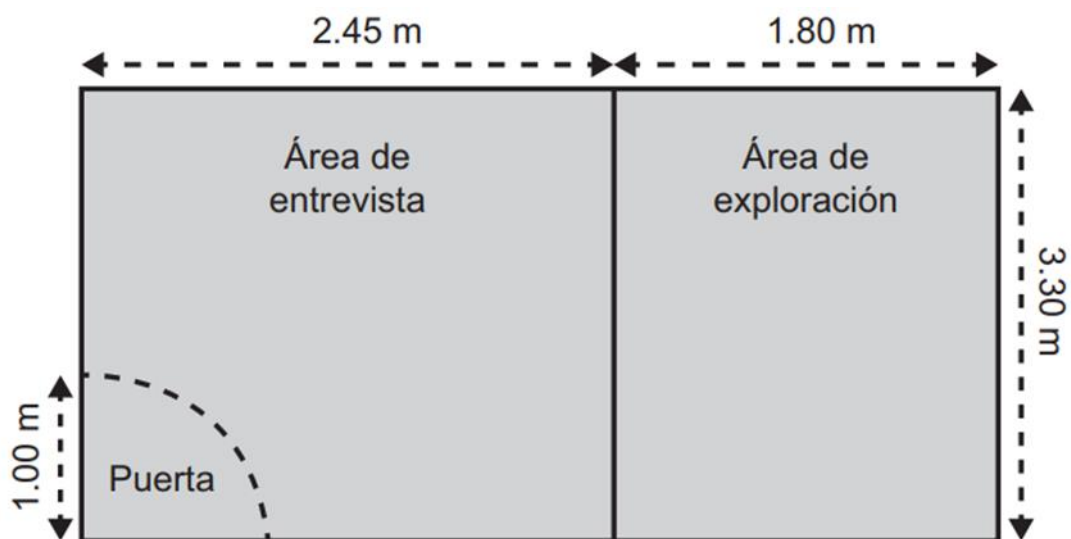 2.45 m
1.80 m
Área de
entrevista
Área de
exploración
3.30 m
1.00 m
Puerta